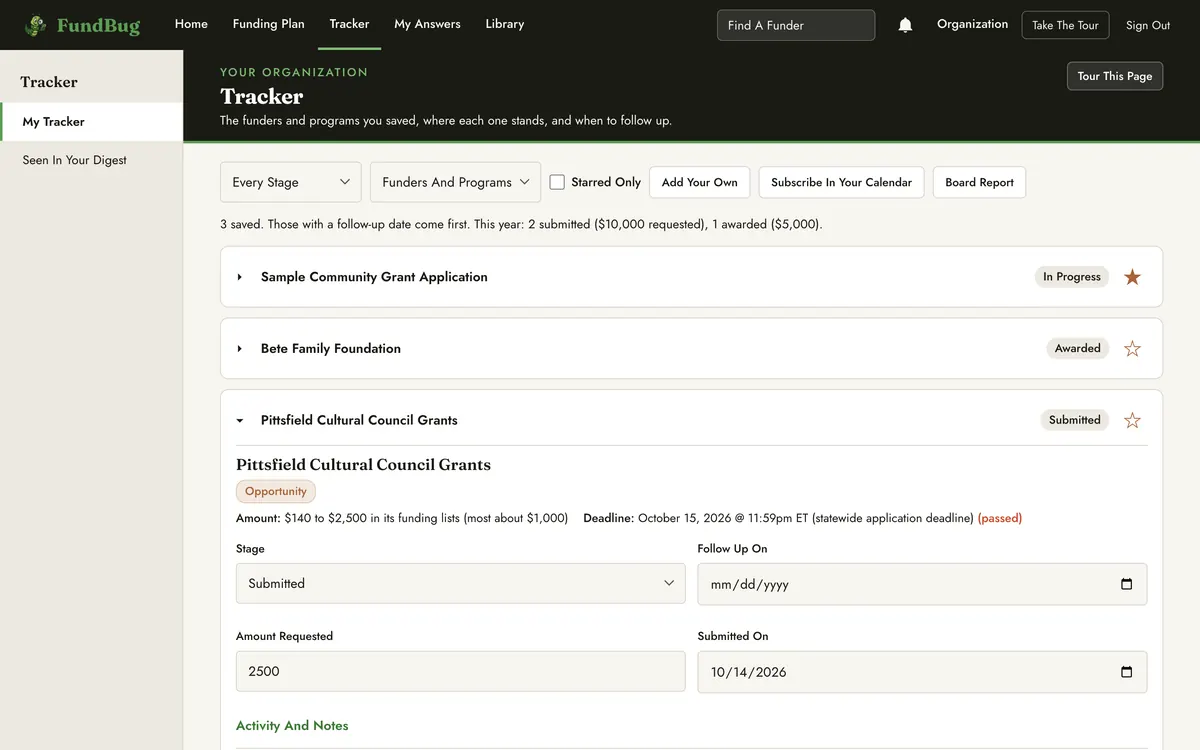 FundBug
Home Funding Plan Tracker My Answers Library
Find A Funder
Organization Take The Tour Sign Out
Tracker
My Tracker
Seen In Your Digest
YOUR ORGANIZATION
Tracker
The funders and programs you saved, where each one stands, and when to follow up.
Tour This Page
Every Stage Funders And Programs Starred Only Add Your Own Subscribe In Your Calendar Board Report
3 saved. Those with a follow-up date come first. This year: 2 submitted ($10,000 requested), 1 awarded ($5,000).
Sample Community Grant Application In Progress
Bete Family Foundation Awarded
Pittsfield Cultural Council Grants Submitted
Pittsfield Cultural Council Grants
Opportunity
Amount: $140 to $2,500 in its funding lists (most about $1,000) Deadline: October 15, 2026 @ 11:59pm ET (statewide application deadline) (passed)
Stage Follow Up On
Submitted mm/dd/yyyy
Amount Requested Submitted On
2500 10/14/2026
Activity And Notes